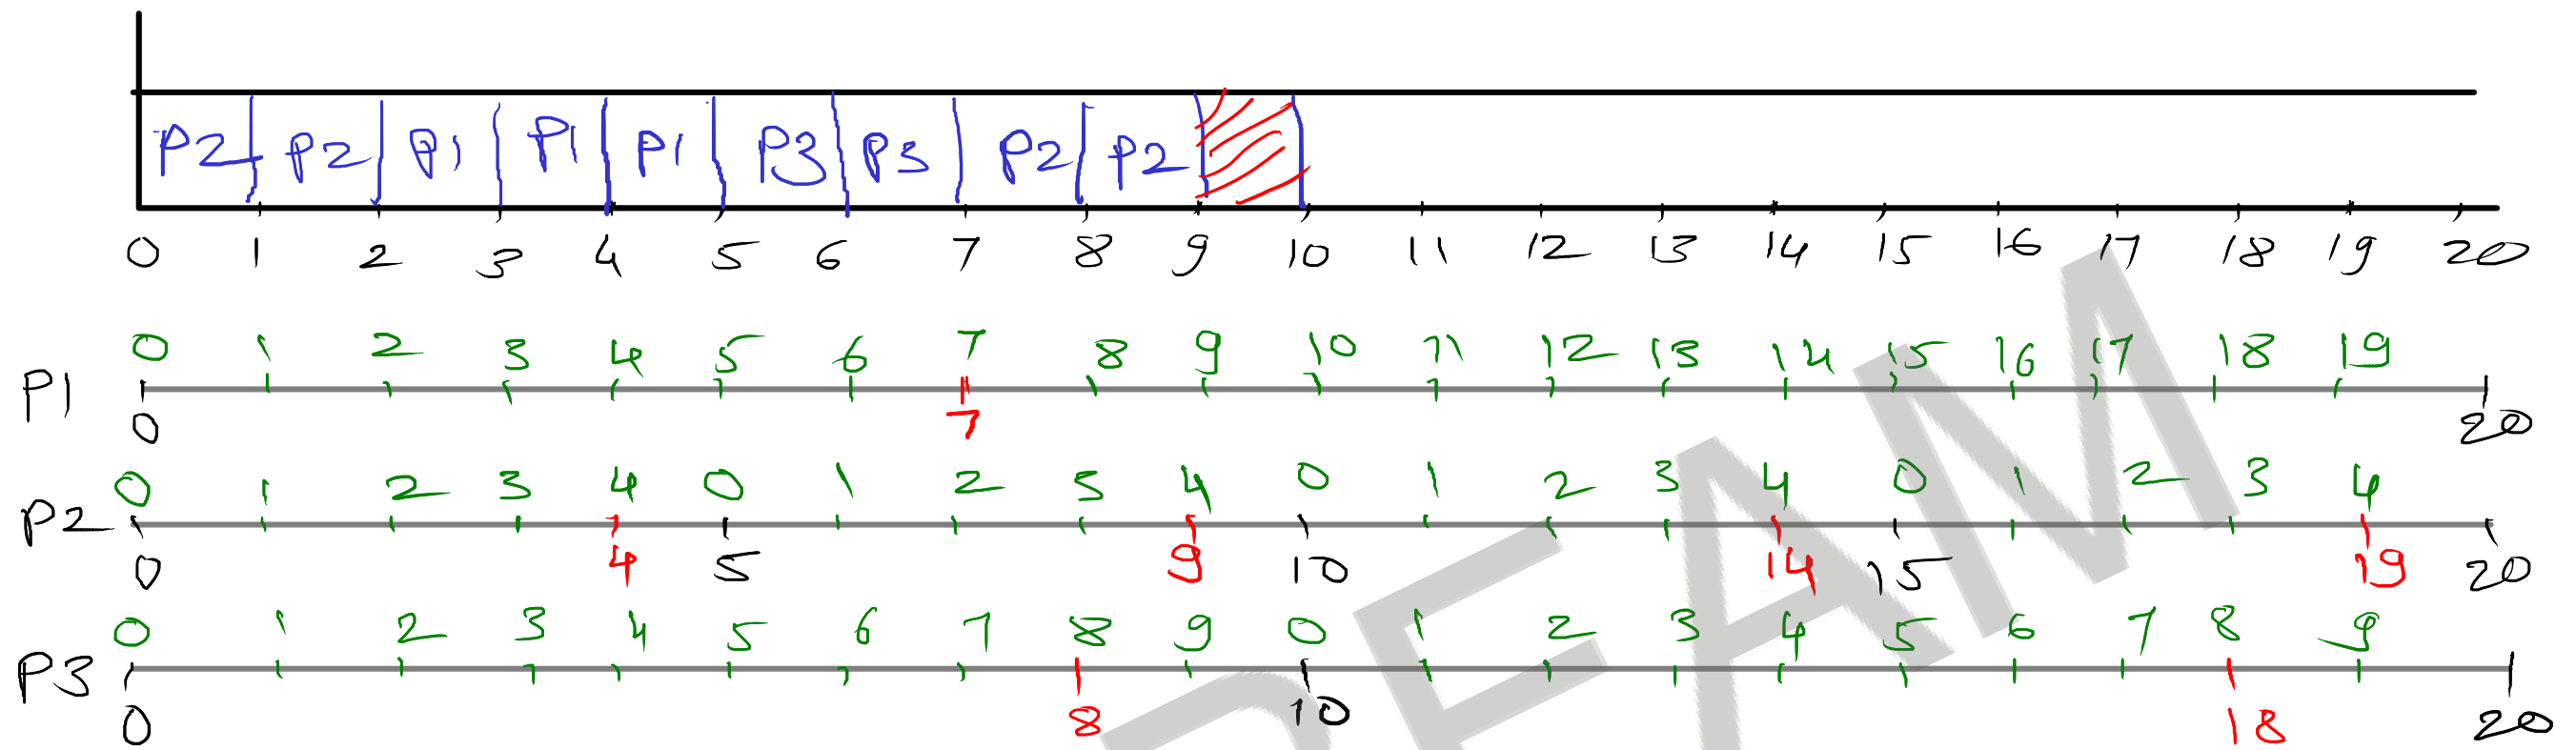 P2 P2 P1 P1 P1 P3 P3 P2 P2
0 1 2 3 4 5 6 7 8 9 10 11 12 13 14 15 16 17 18 19 20
0 1 2 3 4 5 6 7 8 9 10 11 12 13 14 15 16 17 18 19
P1
0 7 20
0 1 2 3 4 0 1 2 3 4 0 1 2 3 4 0 1 2 3 4
P2
0 4 5 9 10 14 15 19 20
0 1 2 3 4 5 6 7 8 9 0 1 2 3 4 5 6 7 8 9
P3
0 8 10 18 20